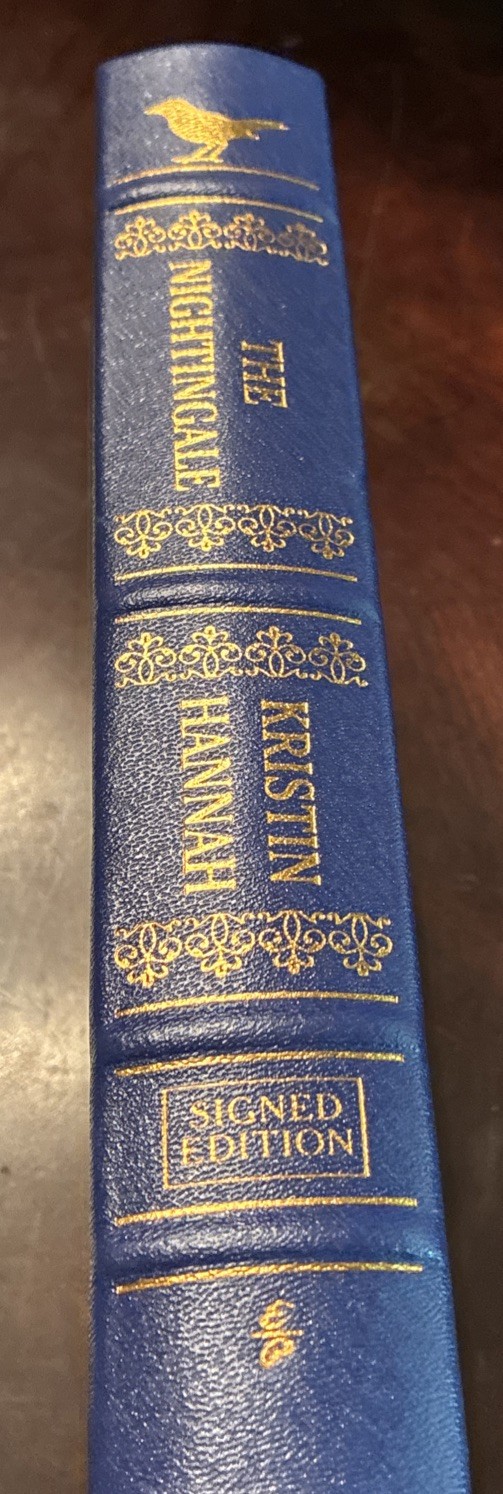 THE
NIGHTINGALE
KRISTIN
HANNAH
SIGNED
EDITION